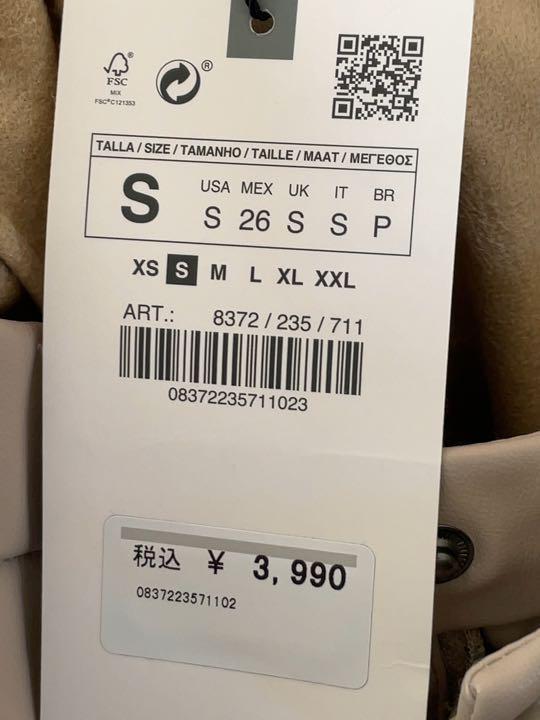 FSC
MIX
FSC® C121353
®
TALLA / SIZE / TAMANHO / TAILLE / MAAT / ΜΕΓΕΘΟΣ
S
USA MEX UK IT BR
S 26 S S P
XS S M L XL XXL
ART.: 8372 / 235 / 711
08372235711023
税込 ¥ 3,990
0837223571102